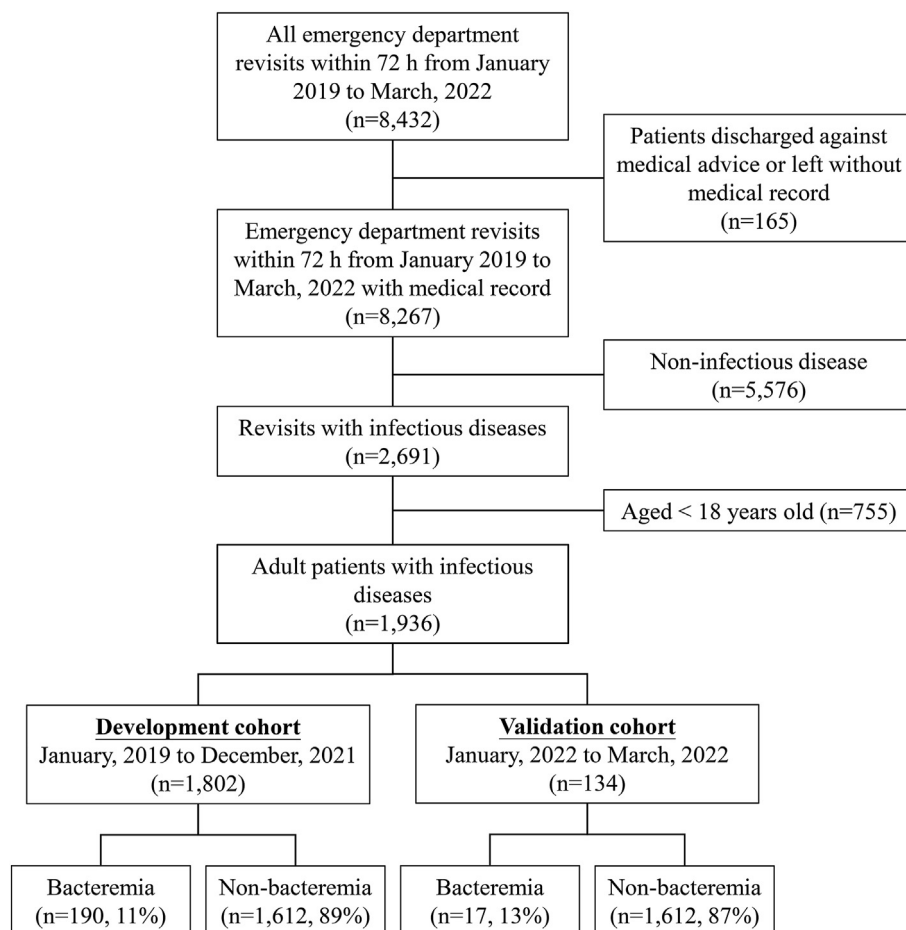 All emergency department
revisits within 72 h from January
2019 to March, 2022
(n=8,432)
Patients discharged against
medical advice or left without
medical record
(n=165)
Emergency department revisits
within 72 h from January 2019 to
March, 2022 with medical record
(n=8,267)
Non-infectious disease
(n=5,576)
Revisits with infectious diseases
(n=2,691)
Aged < 18 years old (n=755)
Adult patients with infectious
diseases
(n=1,936)
Development cohort
January, 2019 to December, 2021
(n=1,802)
Validation cohort
January, 2022 to March, 2022
(n=134)
Bacteremia
(n=190, 11%)
Non-bacteremia
(n=1,612, 89%)
Bacteremia
(n=17, 13%)
Non-bacteremia
(n=1,612, 87%)